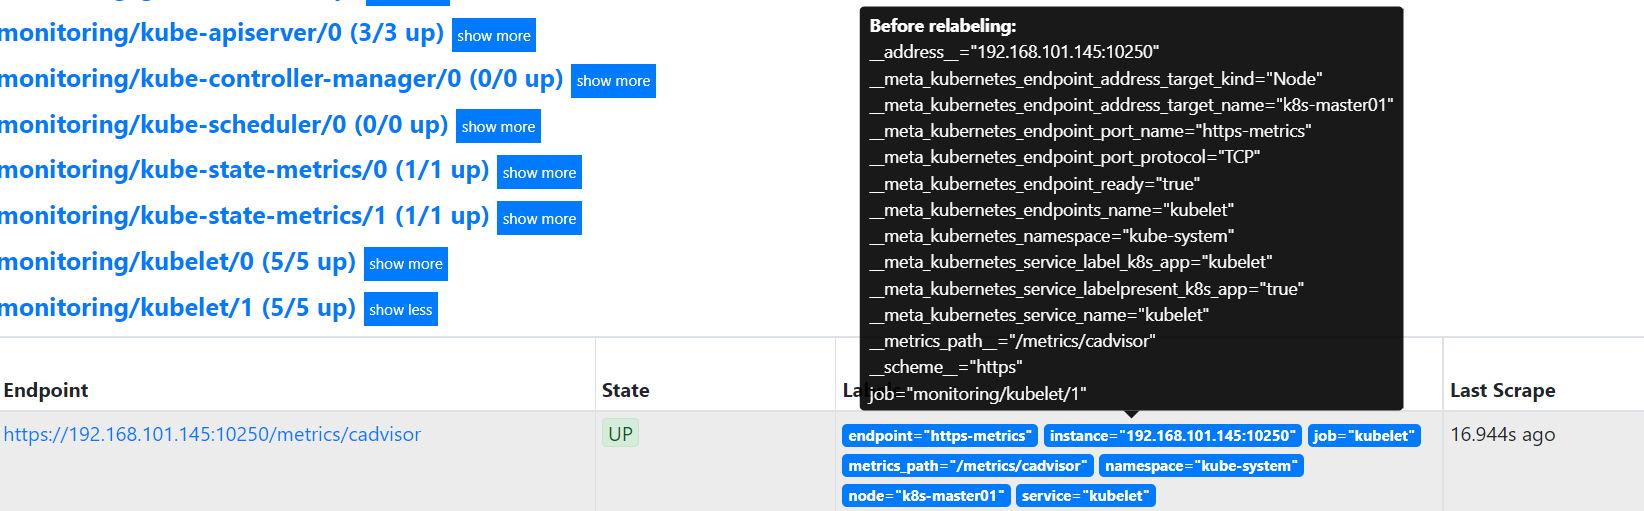 monitoring/kube-apiserver/0 (3/3 up) show more
monitoring/kube-controller-manager/0 (0/0 up) show more
monitoring/kube-scheduler/0 (0/0 up) show more
monitoring/kube-state-metrics/0 (1/1 up) show more
monitoring/kube-state-metrics/1 (1/1 up) show more
monitoring/kubelet/0 (5/5 up) show more
monitoring/kubelet/1 (5/5 up) show less
Before relabeling:
__address__="192.168.101.145:10250"
__meta_kubernetes_endpoint_address_target_kind="Node"
__meta_kubernetes_endpoint_address_target_name="k8s-master01"
__meta_kubernetes_endpoint_port_name="https-metrics"
__meta_kubernetes_endpoint_port_protocol="TCP"
__meta_kubernetes_endpoint_ready="true"
__meta_kubernetes_endpoints_name="kubelet"
__meta_kubernetes_namespace="kube-system"
__meta_kubernetes_service_label_k8s_app="kubelet"
__meta_kubernetes_service_labelpresent_k8s_app="true"
__meta_kubernetes_service_name="kubelet"
__metrics_path__="/metrics/cadvisor"
__scheme__="https"
job="monitoring/kubelet/1"
Endpoint State Last Scrape
https://192.168.101.145:10250/metrics/cadvisor UP endpoint="https-metrics" instance="192.168.101.145:10250" job="kubelet" 16.944s ago
metrics_path="/metrics/cadvisor" namespace="kube-system"
node="k8s-master01" service="kubelet"